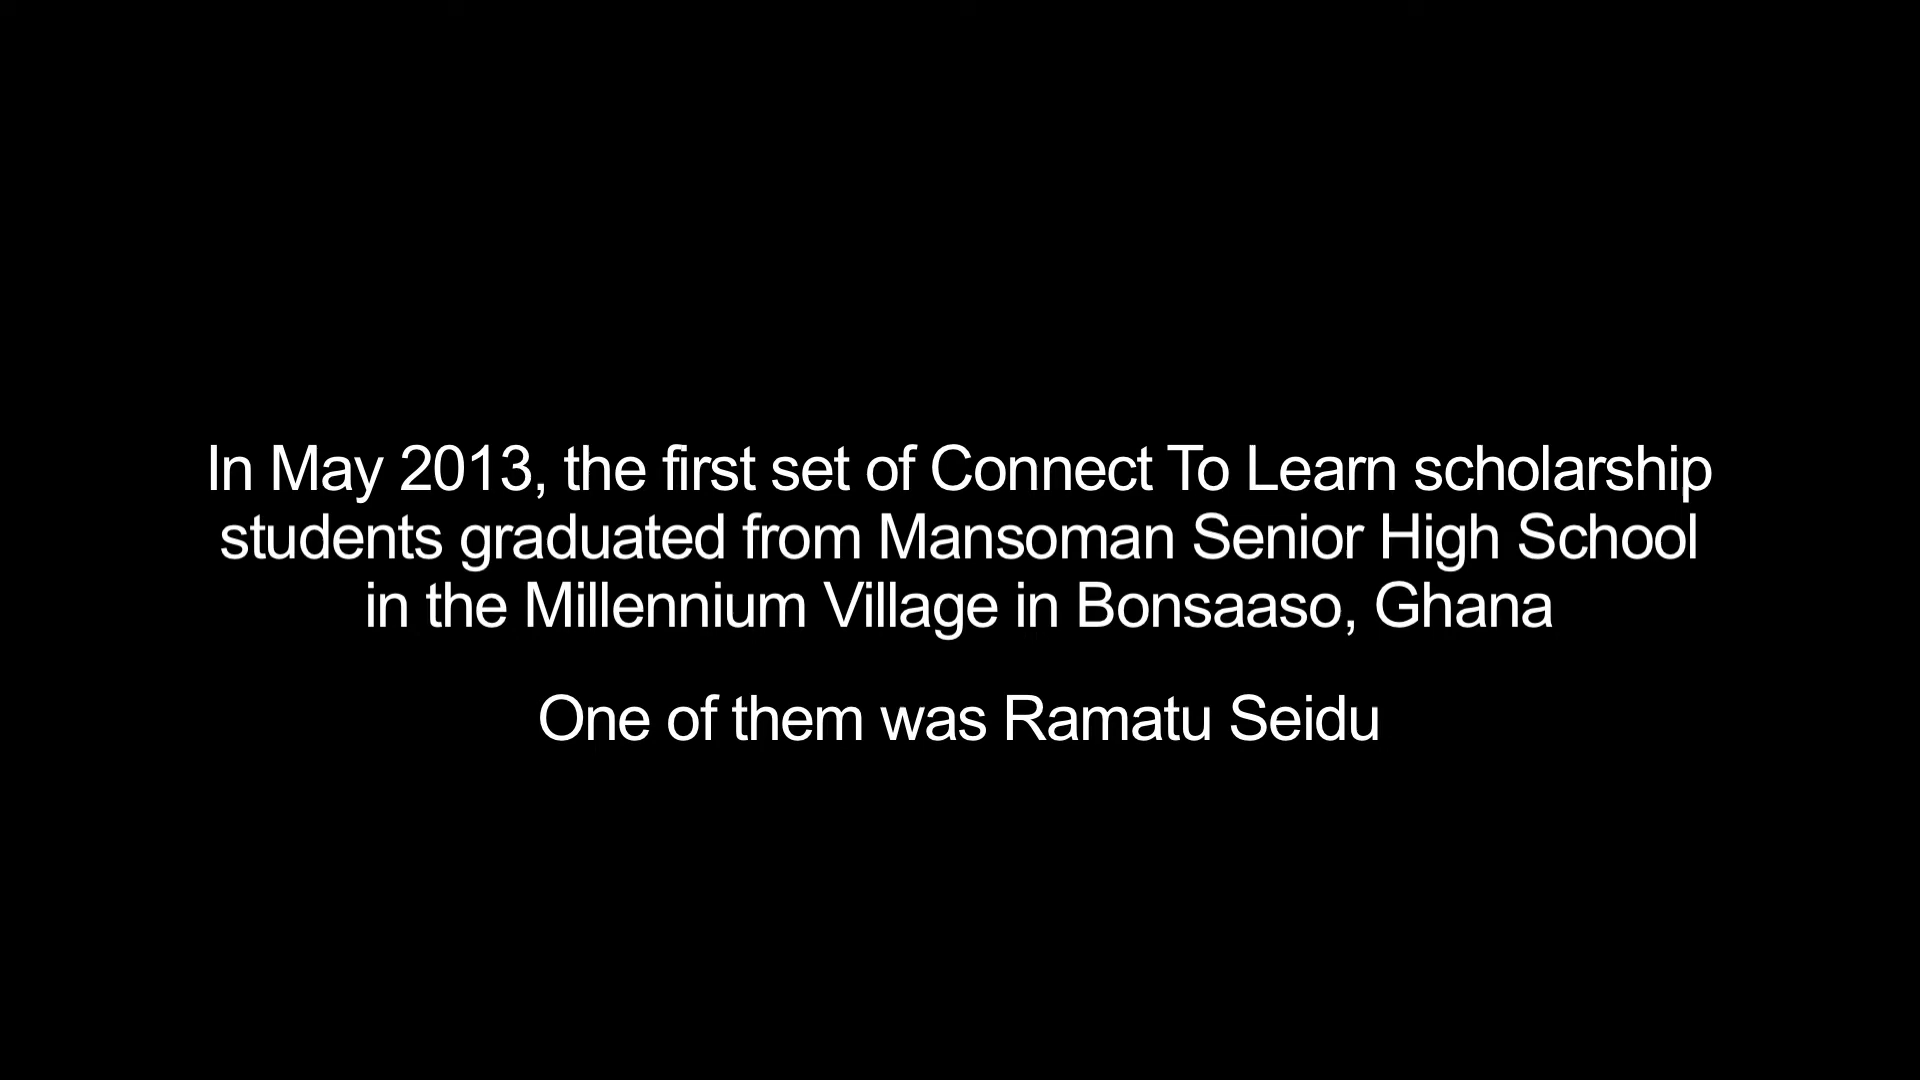 In May 2013, the first set of Connect To Learn scholarship
students graduated from Mansoman Senior High School
in the Millennium Village in Bonsaaso, Ghana
One of them was Ramatu Seidu